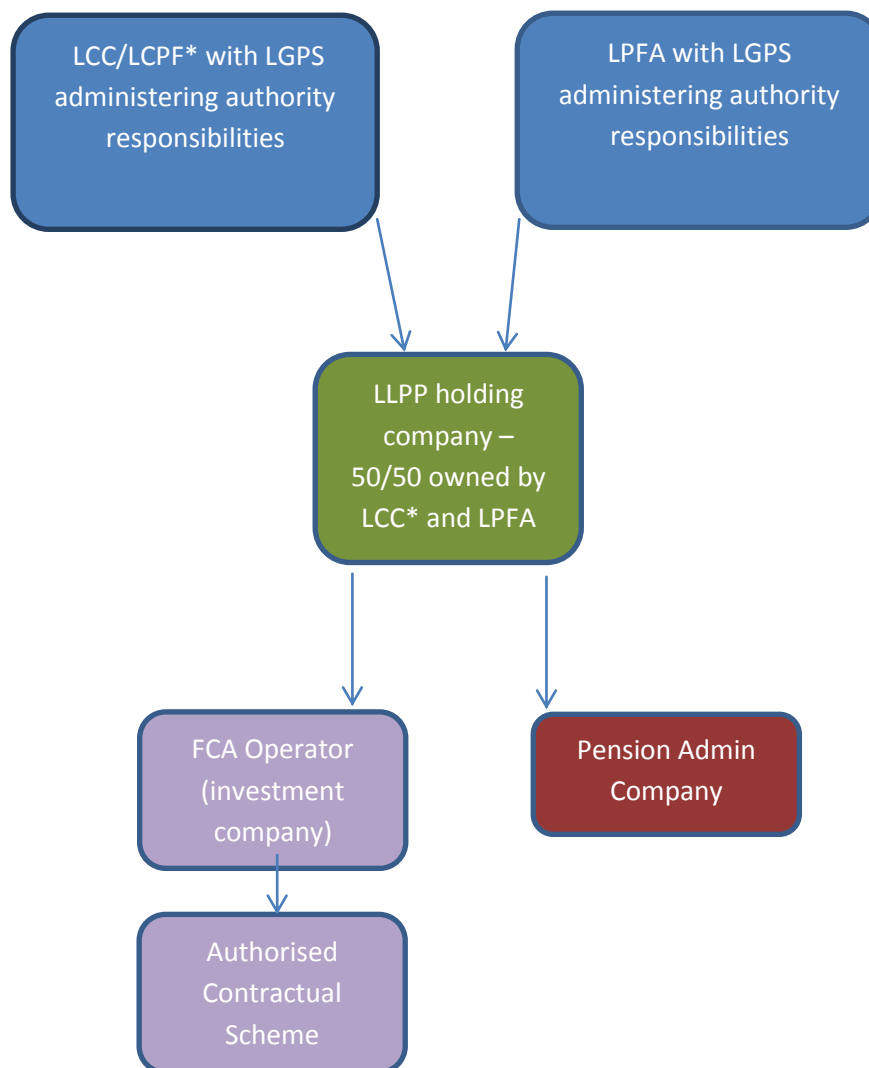 LCC/LCPF* with LGPS
administering authority
responsibilities
LPFA with LGPS
administering authority
responsibilities
LLPP holding
company –
50/50 owned by
LCC* and LPFA
FCA Operator
(investment
company)
Pension Admin
Company
Authorised
Contractual
Scheme